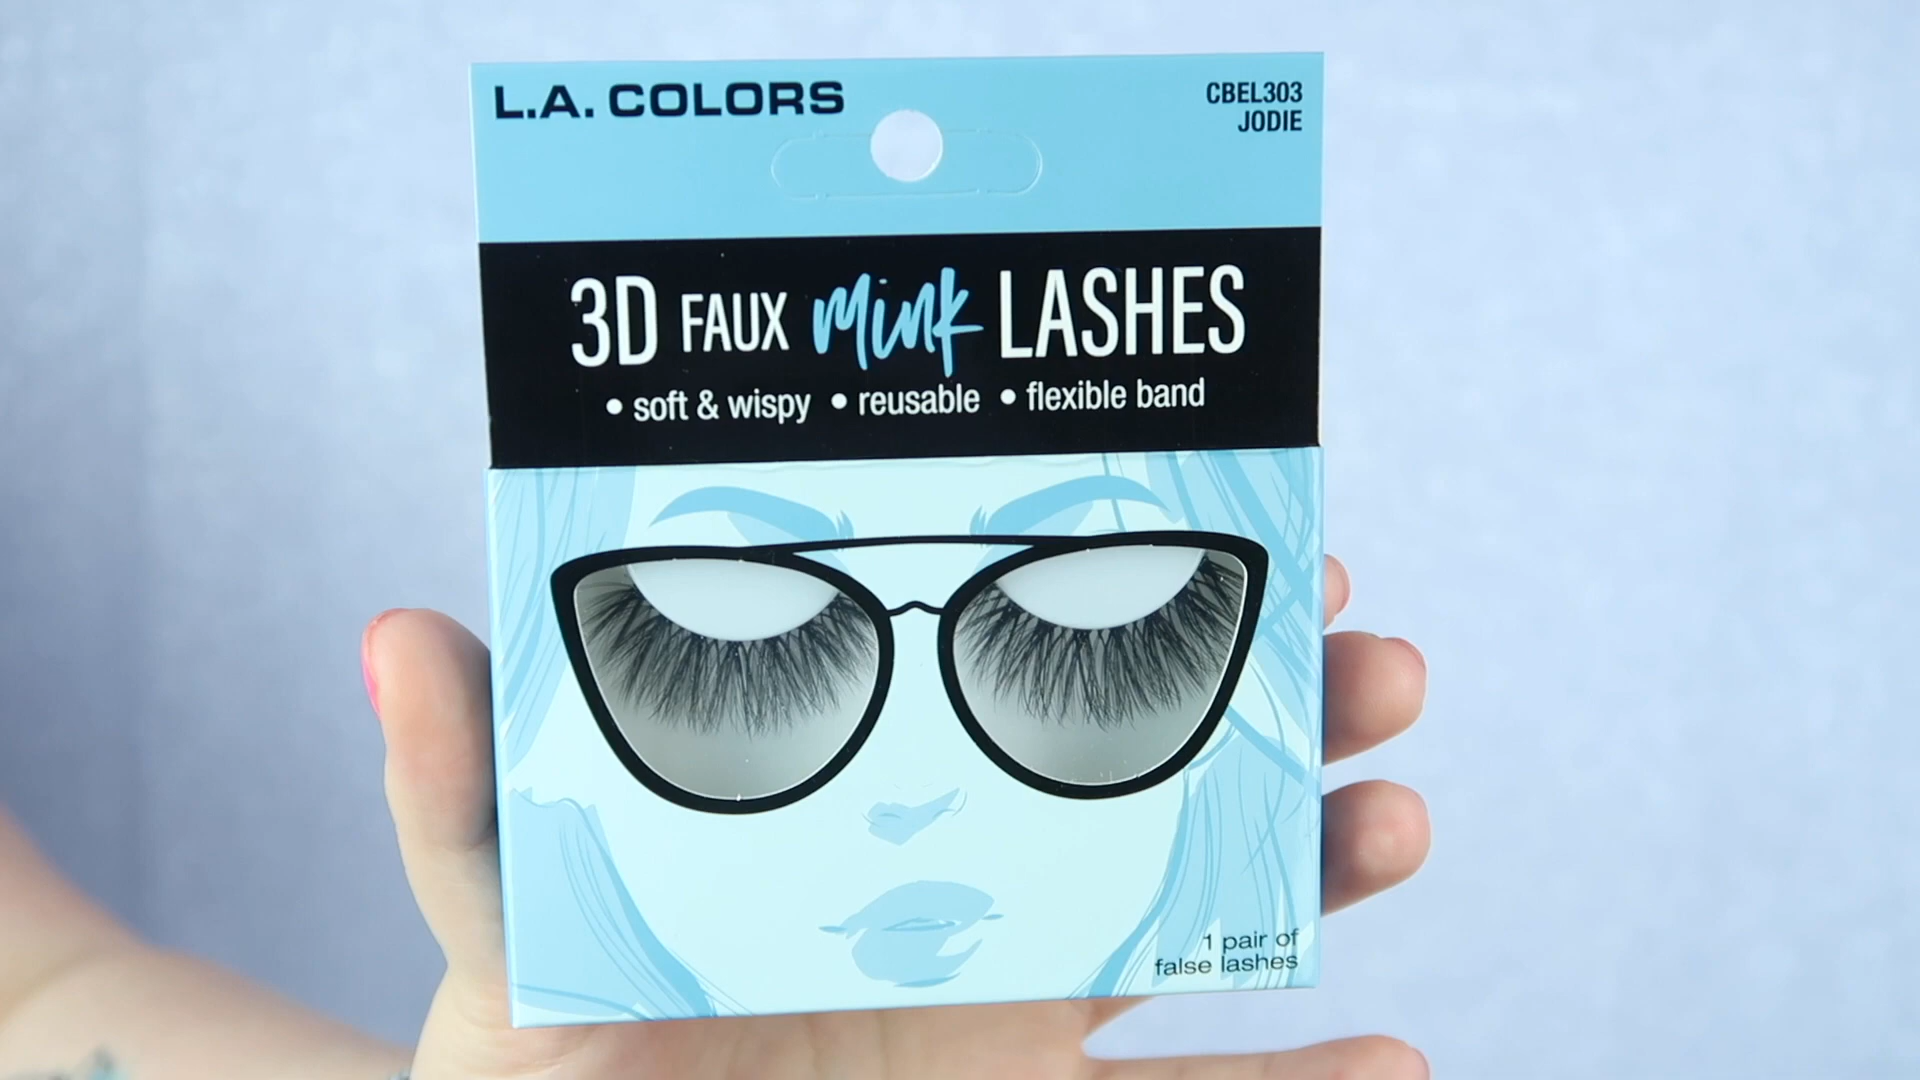 L.A. COLORS
CBEL303
JODIE
3D FAUX mink LASHES
• soft & wispy • reusable • flexible band
1 pair of
false lashes